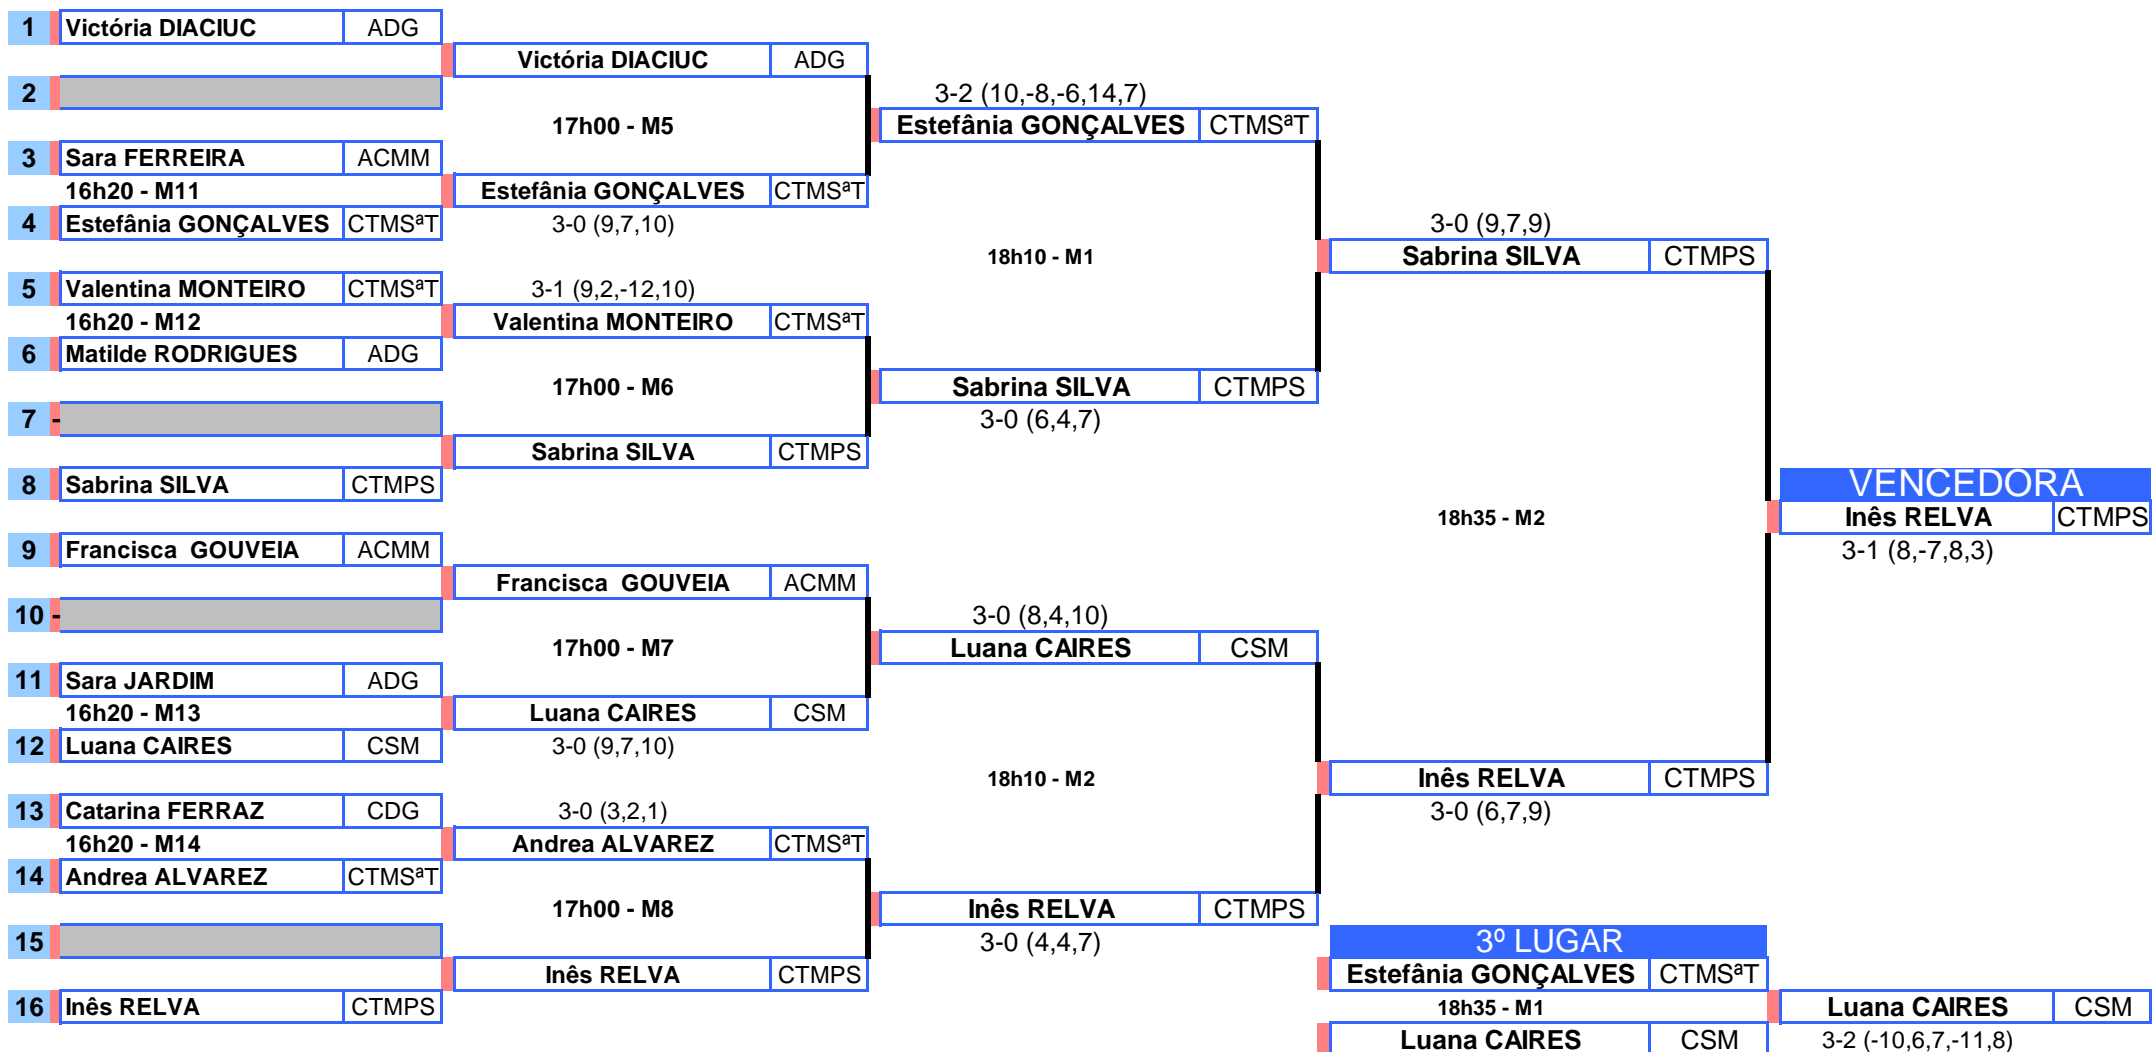 1 Victória DIACIUC ADG
Victória DIACIUC ADG
2
3-2 (10,-8,-6,14,7)
17h00 - M5
Estefânia GONÇALVES CTMSªT
3 Sara FERREIRA ACMM
16h20 - M11
Estefânia GONÇALVES CTMSªT
4 Estefânia GONÇALVES CTMSªT
3-0 (9,7,10)
3-0 (9,7,9)
18h10 - M1
Sabrina SILVA CTMPS
5 Valentina MONTEIRO CTMSªT
3-1 (9,2,-12,10)
16h20 - M12
Valentina MONTEIRO CTMSªT
6 Matilde RODRIGUES ADG
17h00 - M6
Sabrina SILVA CTMPS
7 -
3-0 (6,4,7)
Sabrina SILVA CTMPS
8 Sabrina SILVA CTMPS
VENCEDORA
18h35 - M2
Inês RELVA CTMPS
9 Francisca GOUVEIA ACMM
3-1 (8,-7,8,3)
Francisca GOUVEIA ACMM
10 -
3-0 (8,4,10)
17h00 - M7
Luana CAIRES CSM
11 Sara JARDIM ADG
16h20 - M13
Luana CAIRES CSM
12 Luana CAIRES CSM
3-0 (9,7,10)
18h10 - M2
Inês RELVA CTMPS
13 Catarina FERRAZ CDG
3-0 (3,2,1)
3-0 (6,7,9)
16h20 - M14
Andrea ALVAREZ CTMSªT
14 Andrea ALVAREZ CTMSªT
17h00 - M8
Inês RELVA CTMPS
15
3-0 (4,4,7)
3º LUGAR
Inês RELVA CTMPS
Estefânia GONÇALVES CTMSªT
16 Inês RELVA CTMPS
18h35 - M1
Luana CAIRES CSM
Luana CAIRES CSM
3-2 (-10,6,7,-11,8)